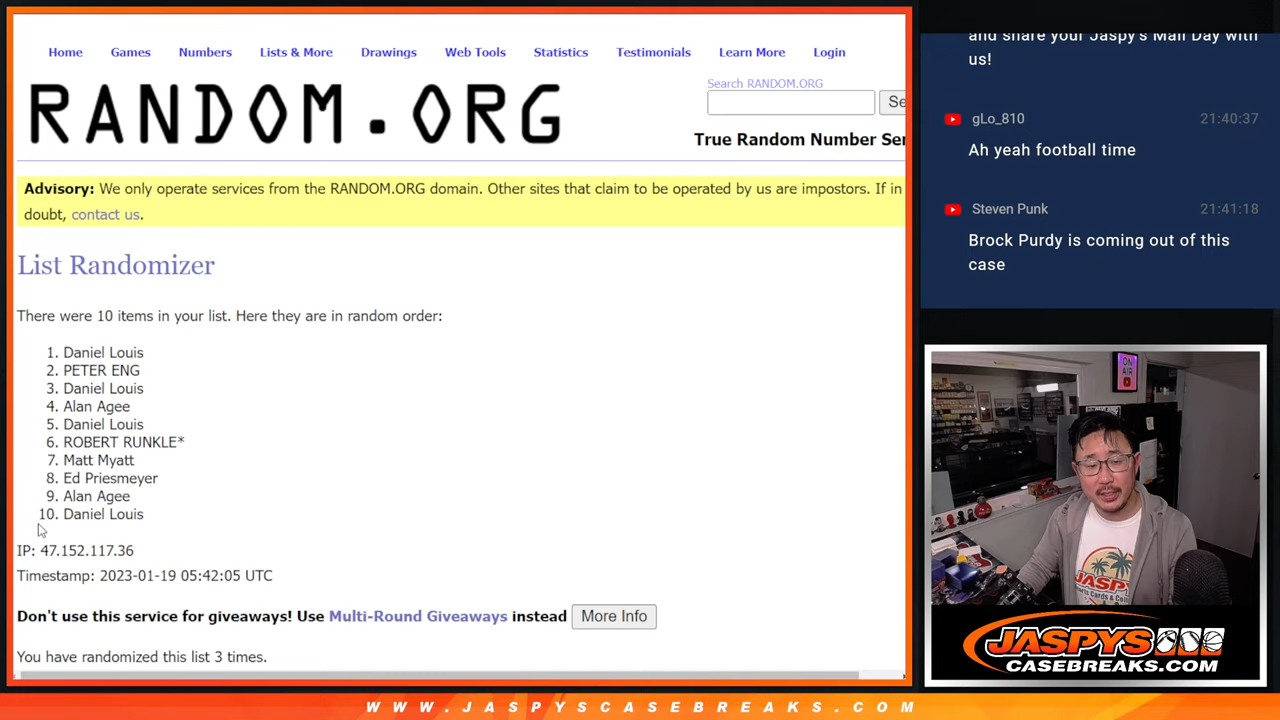 Home Games Numbers Lists & More Drawings Web Tools Statistics Testimonials Learn More Login
RANDOM.ORG
Search RANDOM.ORG
True Random Number Ser
Advisory: We only operate services from the RANDOM.ORG domain. Other sites that claim to be operated by us are impostors. If in
doubt, contact us.
List Randomizer
There were 10 items in your list. Here they are in random order:
1. Daniel Louis
2. PETER ENG
3. Daniel Louis
4. Alan Agee
5. Daniel Louis
6. ROBERT RUNKLE*
7. Matt Myatt
8. Ed Priesmeyer
9. Alan Agee
10. Daniel Louis
IP: 47.152.117.36
Timestamp: 2023-01-19 05:42:05 UTC
Don't use this service for giveaways! Use Multi-Round Giveaways instead More Info
You have randomized this list 3 times.
and share your Jaspy's Mail Day with
us!
gLo_810 21:40:37
Ah yeah football time
Steven Punk 21:41:18
Brock Purdy is coming out of this
case
ON
AIR
JASPY
JASPYS
CASEBREAKS.COM
WWW.JASPYSCASEBREAKS.COM